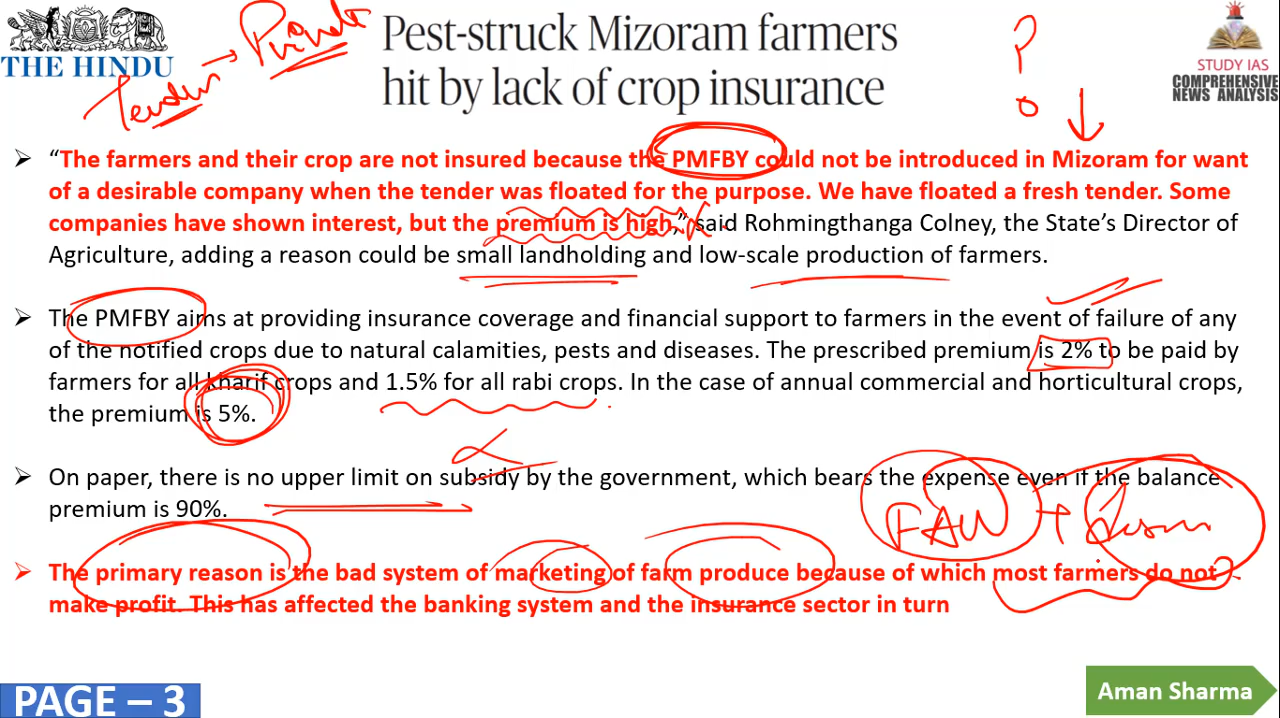 THE HINDU
Tender → Private
Pest-struck Mizoram farmers
hit by lack of crop insurance
P
STUDY IAS
COMPREHENSIVE
NEWS ANALYSIS
➢ “The farmers and their crop are not insured because the PMFBY could not be introduced in Mizoram for want
of a desirable company when the tender was floated for the purpose. We have floated a fresh tender. Some
companies have shown interest, but the premium is high,” said Rohmingthanga Colney, the State’s Director of
Agriculture, adding a reason could be small landholding and low-scale production of farmers.
➢ The PMFBY aims at providing insurance coverage and financial support to farmers in the event of failure of any
of the notified crops due to natural calamities, pests and diseases. The prescribed premium is 2% to be paid by
farmers for all kharif crops and 1.5% for all rabi crops. In the case of annual commercial and horticultural crops,
the premium is 5%.
➢ On paper, there is no upper limit on subsidy by the government, which bears the expense even if the balance
premium is 90%.
FAW +
➢ The primary reason is the bad system of marketing of farm produce because of which most farmers do not
make profit. This has affected the banking system and the insurance sector in turn
PAGE – 3
Aman Sharma